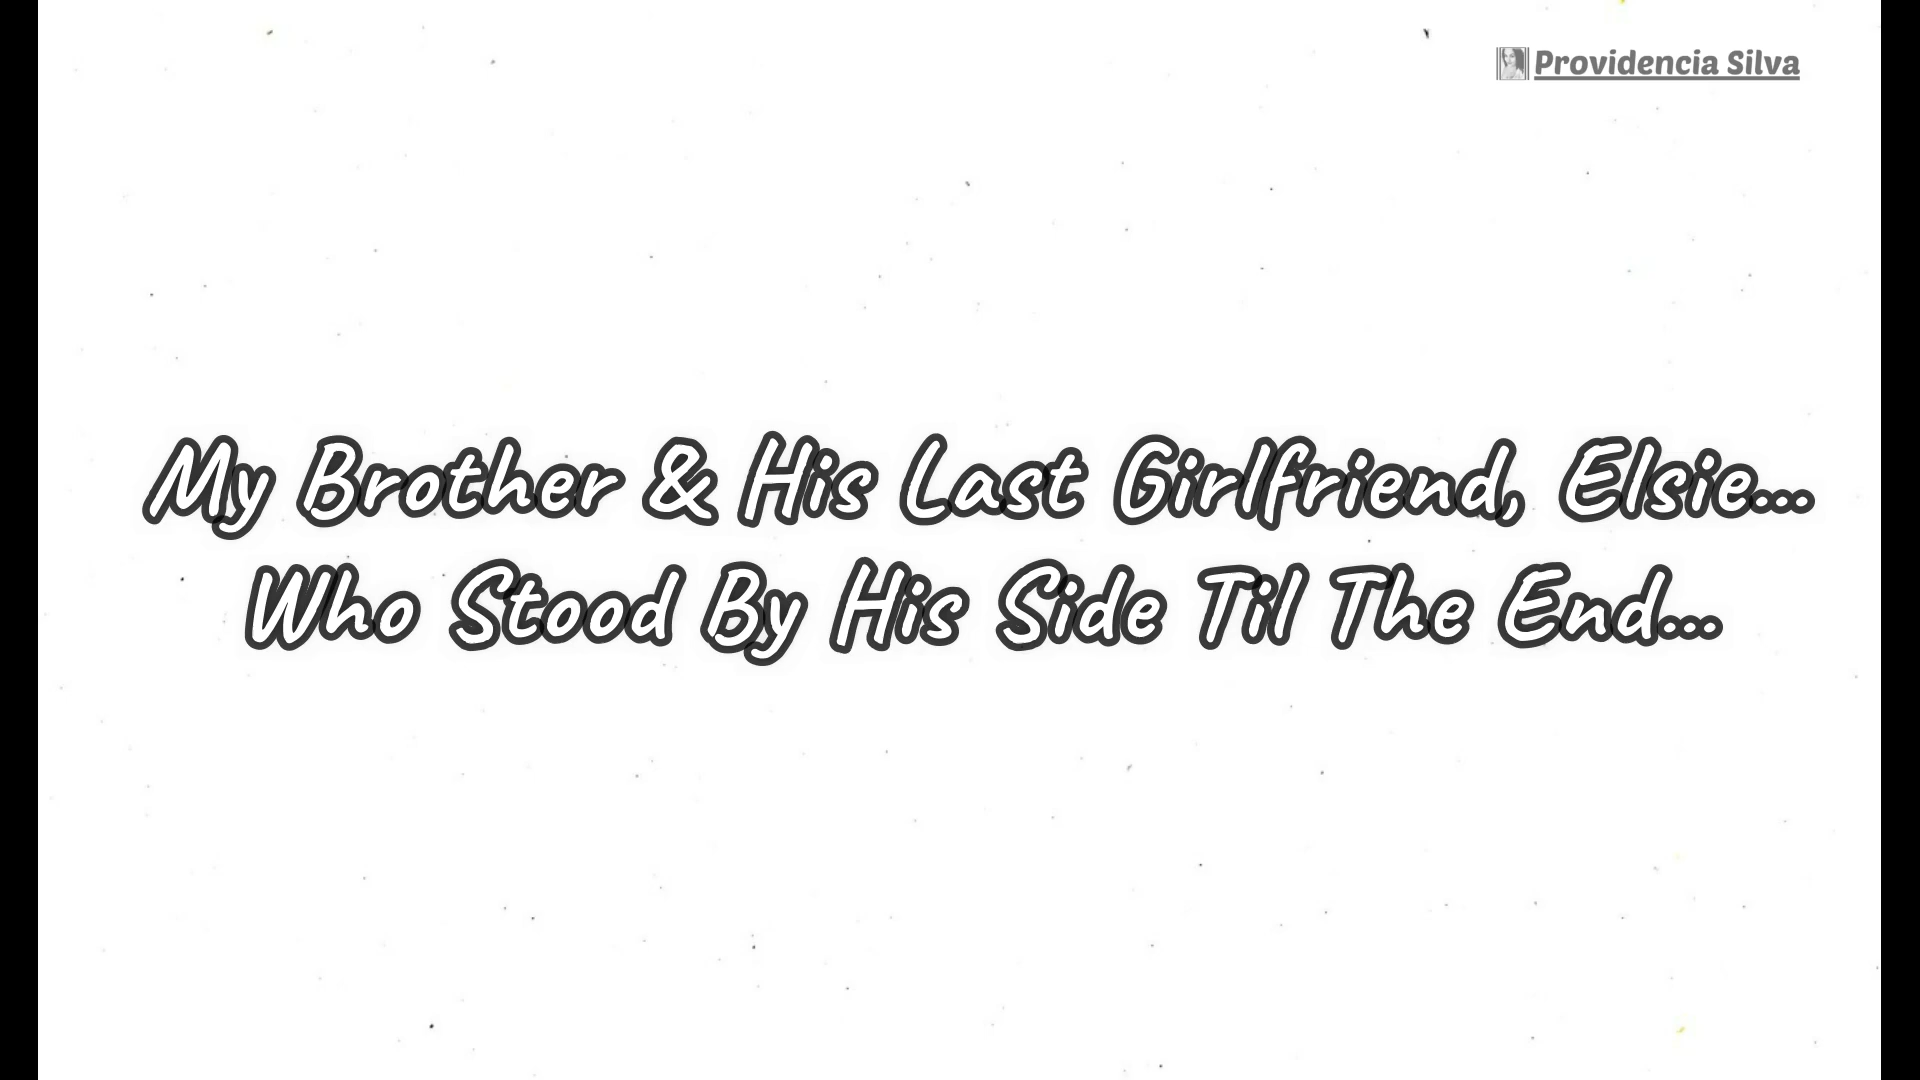 Providencia Silva
My Brother & His Last Girlfriend, Elsie...
Who Stood By His Side Til The End...